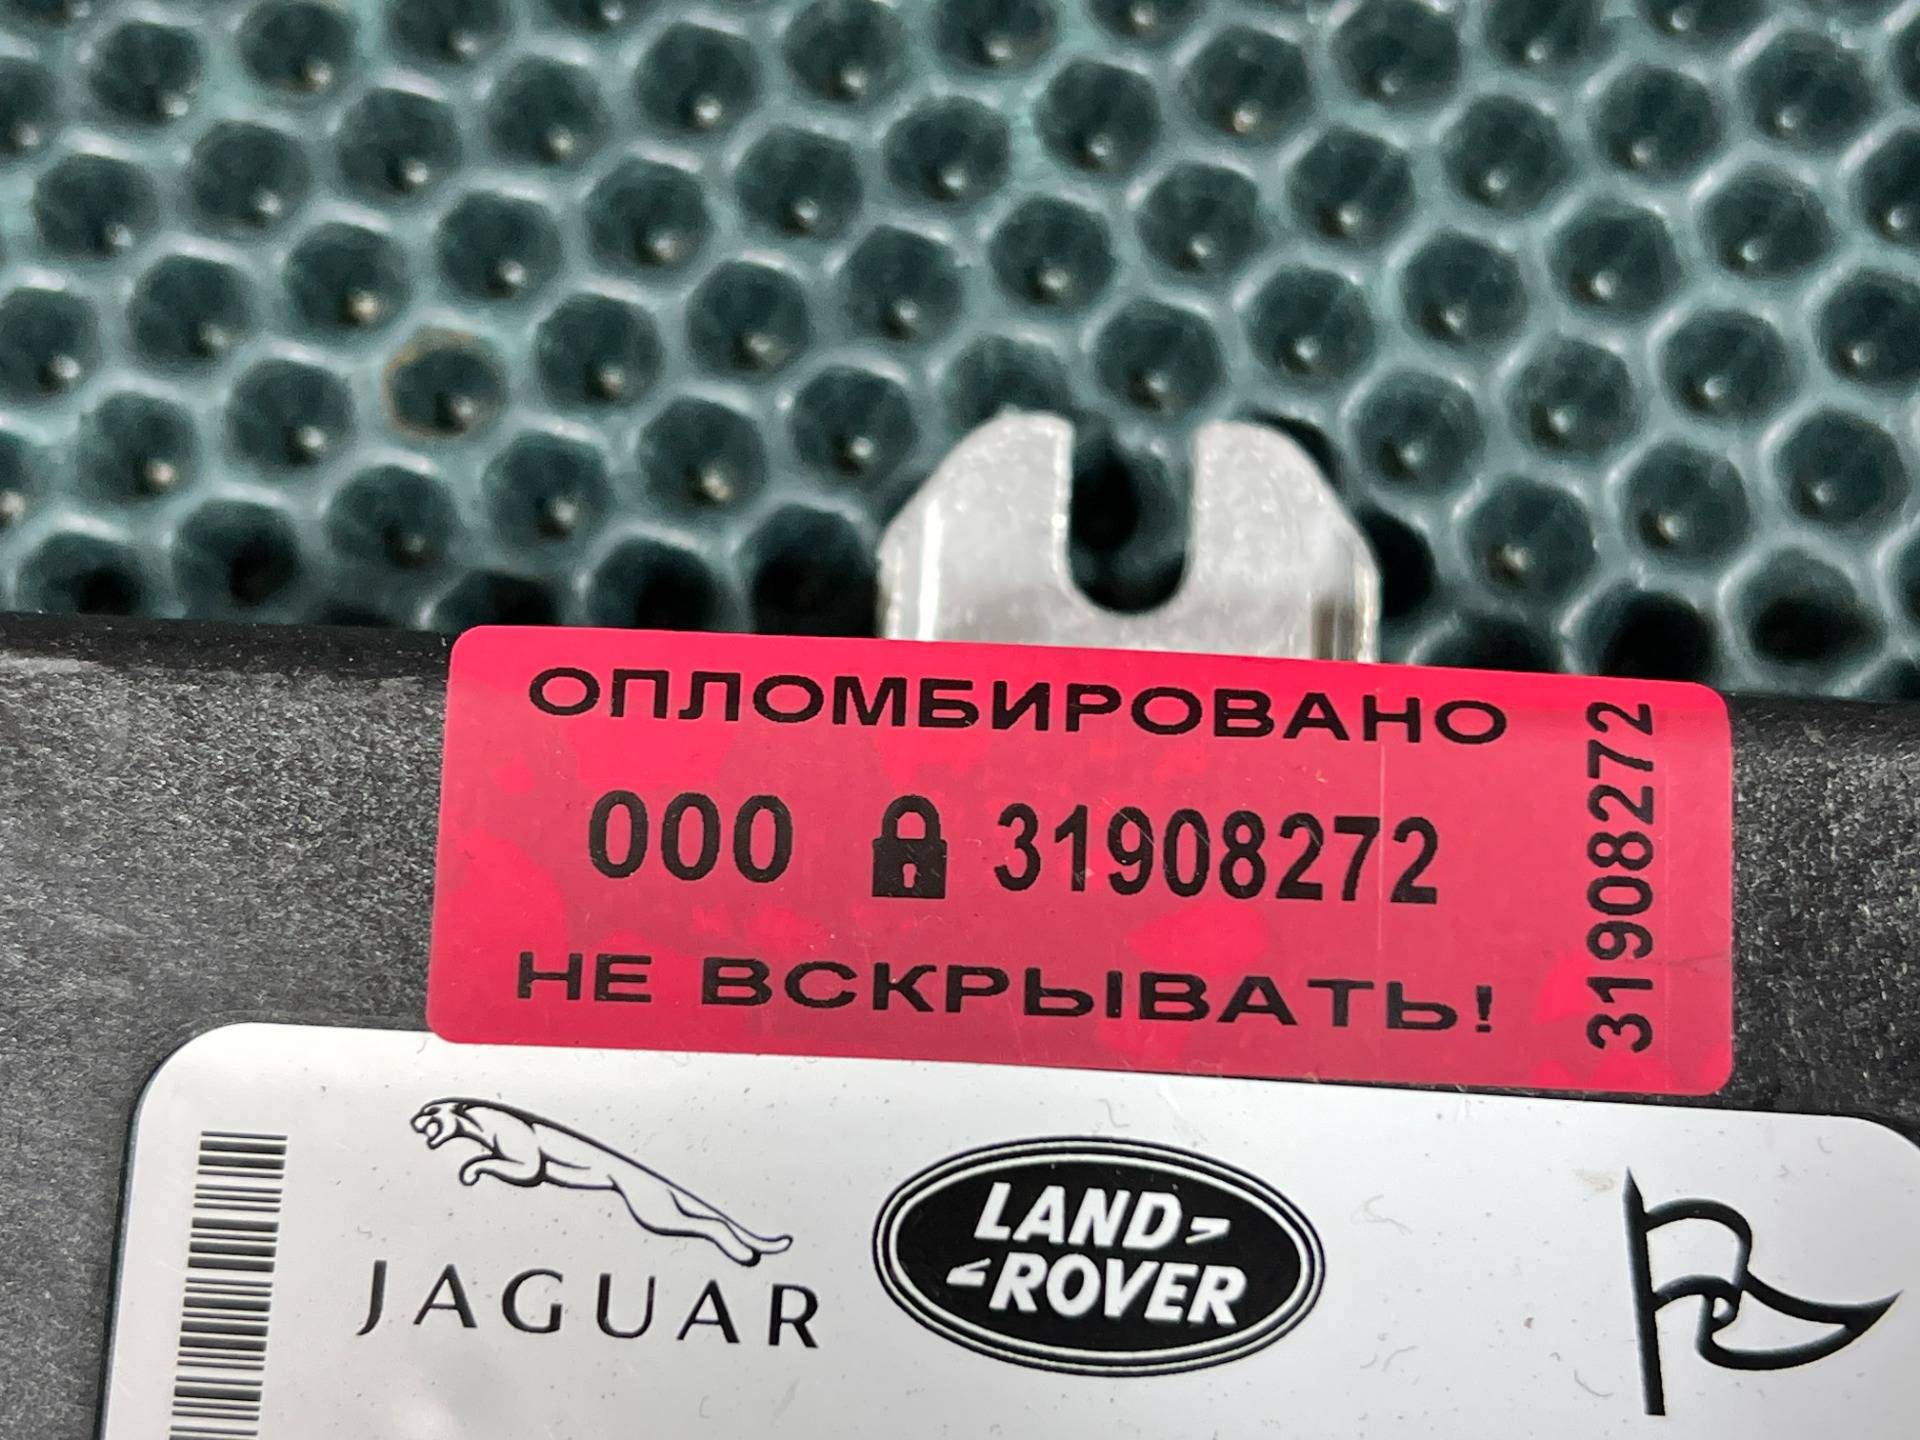 ОПЛОМБИРОВАНО
000 31908272
НЕ ВСКРЫВАТЬ!
31908272
JAGUAR
LAND
ROVER